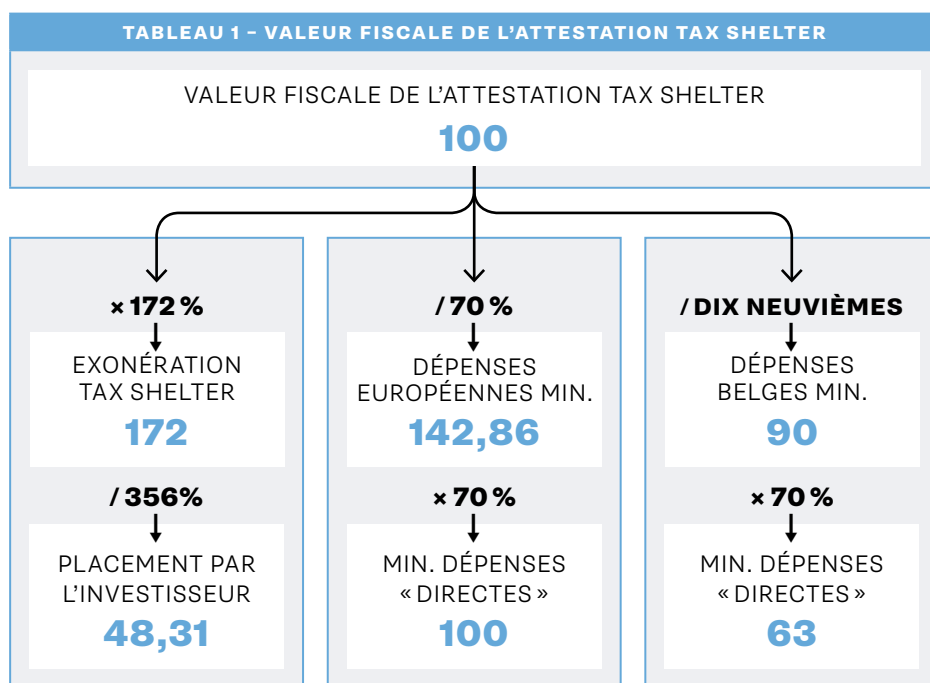 TABLEAU 1 – VALEUR FISCALE DE L’ATTESTATION TAX SHELTER
VALEUR FISCALE DE L’ATTESTATION TAX SHELTER
100
× 172 %
EXONÉRATION
TAX SHELTER
172
/ 356%
PLACEMENT PAR
L’INVESTISSEUR
48,31
/ 70 %
DÉPENSES
EUROPÉENNES MIN.
142,86
× 70 %
MIN. DÉPENSES
« DIRECTES »
100
/ DIX NEUVIÈMES
DÉPENSES
BELGES MIN.
90
× 70 %
MIN. DÉPENSES
« DIRECTES »
63